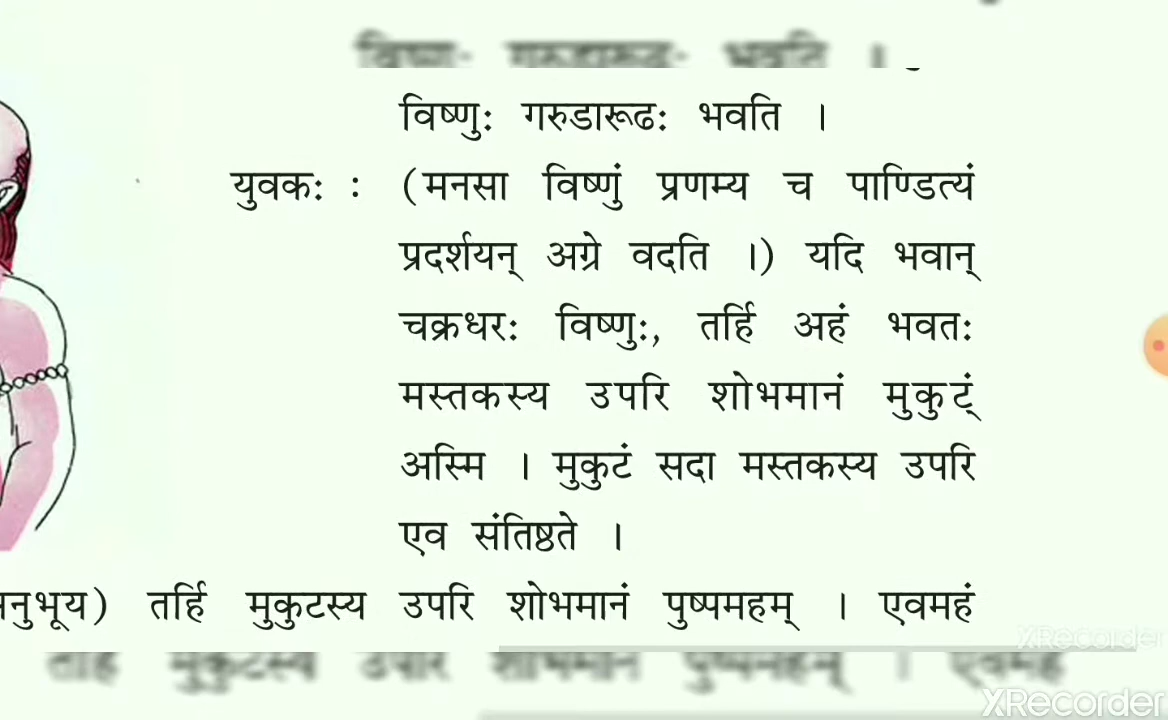 विष्णुः गरुडारूढः भवति ।
युवकः : (मनसा विष्णुं प्रणम्य च पाण्डित्यं
प्रदर्शयन् अग्रे वदति ।) यदि भवान्
चक्रधरः विष्णुः, तर्हि अहं भवतः
मस्तकस्य उपरि शोभमानं मुकुट्ं
अस्मि । मुकुटं सदा मस्तकस्य उपरि
एव संतिष्ठते ।
तर्हि मुकुटस्य उपरि शोभमानं पुष्पमहम् । एवमहं
XRecorder
XRecorder